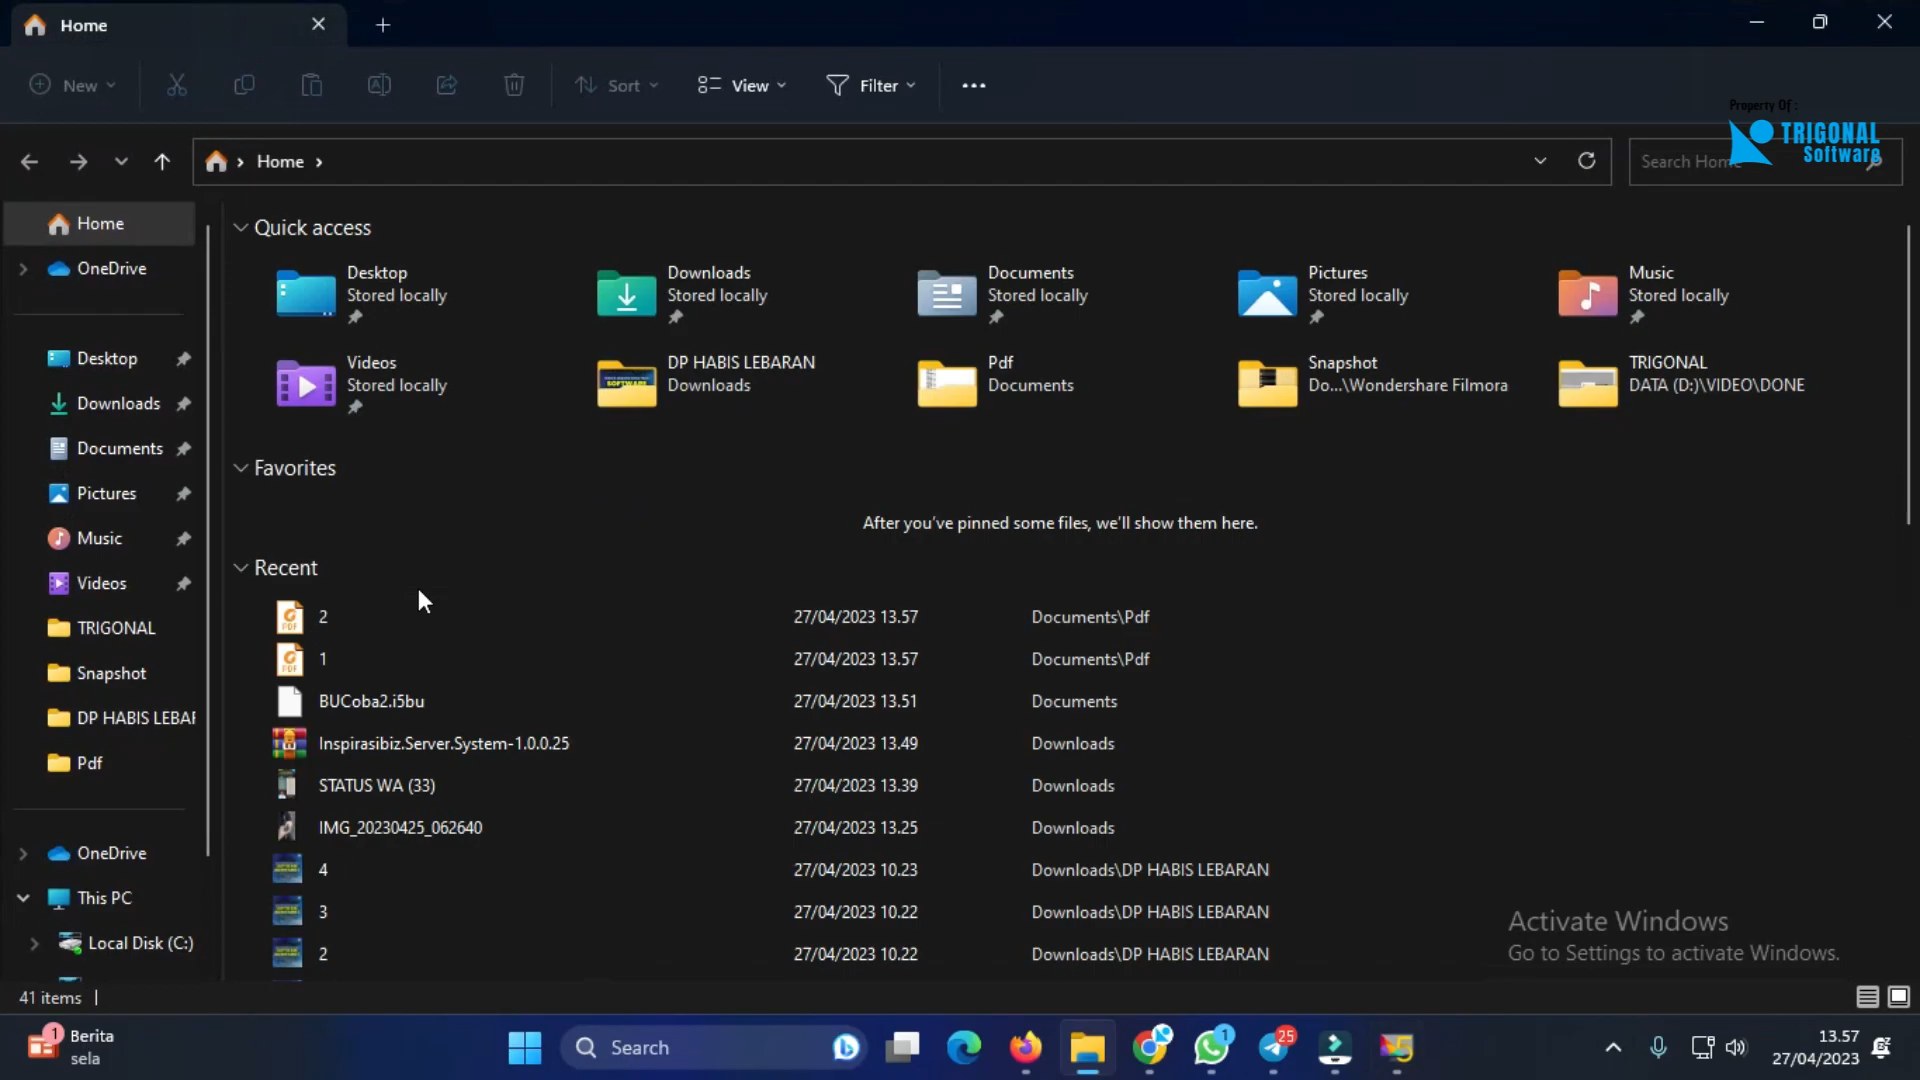 Home
New
Sort
View
Filter
Property Of :
TRIGONAL
Software
Home
Search Home
Home
OneDrive
Desktop
Downloads
Documents
Pictures
Music
Videos
TRIGONAL
Snapshot
DP HABIS LEBAR
Pdf
OneDrive
This PC
Local Disk (C:)
Quick access
Desktop
Stored locally
Downloads
Stored locally
Documents
Stored locally
Pictures
Stored locally
Music
Stored locally
Videos
Stored locally
DP HABIS LEBARAN
Downloads
Pdf
Documents
Snapshot
Do...\Wondershare Filmora
TRIGONAL
DATA (D:)\VIDEO\DONE
Favorites
After you've pinned some files, we'll show them here.
Recent
2 27/04/2023 13.57 Documents\Pdf
1 27/04/2023 13.57 Documents\Pdf
BUCoba2.i5bu 27/04/2023 13.51 Documents
Inspirasibiz.Server.System-1.0.0.25 27/04/2023 13.49 Downloads
STATUS WA (33) 27/04/2023 13.39 Downloads
IMG_20230425_062640 27/04/2023 13.25 Downloads
4 27/04/2023 10.23 Downloads\DP HABIS LEBARAN
3 27/04/2023 10.22 Downloads\DP HABIS LEBARAN
2 27/04/2023 10.22 Downloads\DP HABIS LEBARAN
Activate Windows
Go to Settings to activate Windows.
41 items
1
Berita
sela
Search
1
25
5
13.57
27/04/2023